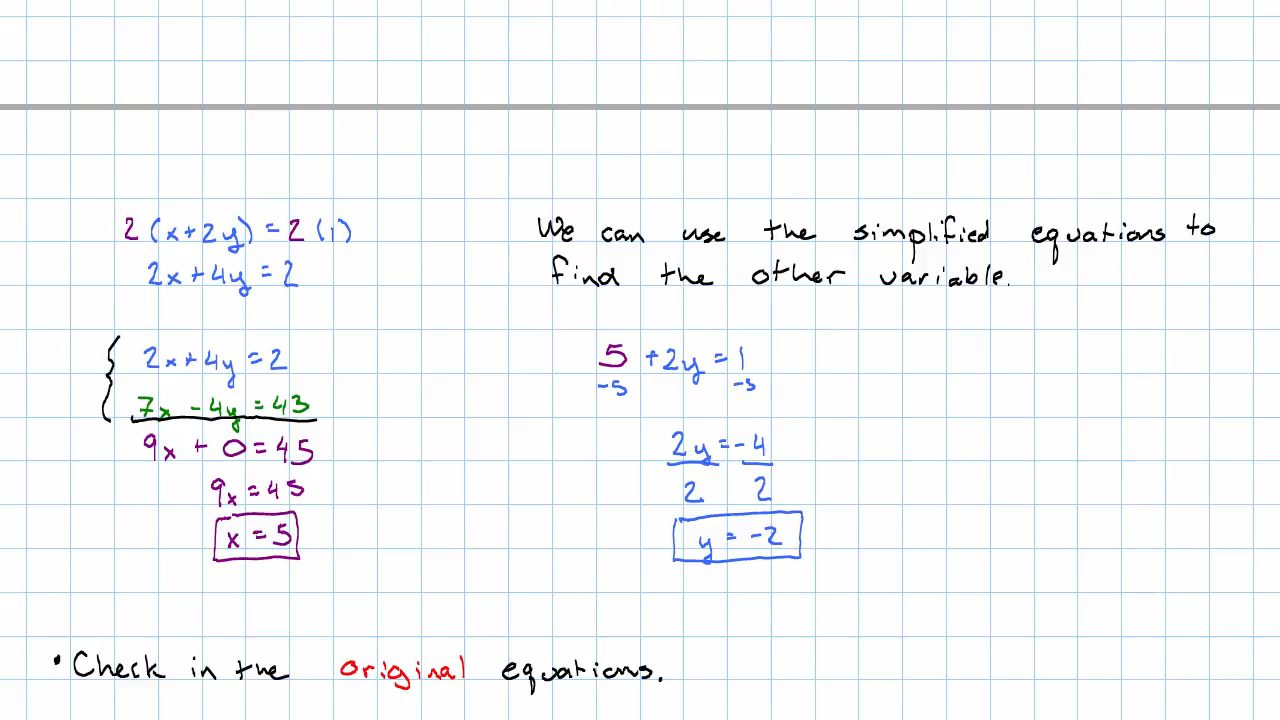 2(x+2y) = 2(1)
2x+4y = 2
2x+4y = 2
7x - 4y = 43
9x + 0 = 45
9x = 45
x = 5
We can use the simplified equations to
find the other variable.
5 + 2y = 1
-5 -5
2y = -4
2 2
y = -2
• Check in the original equations.